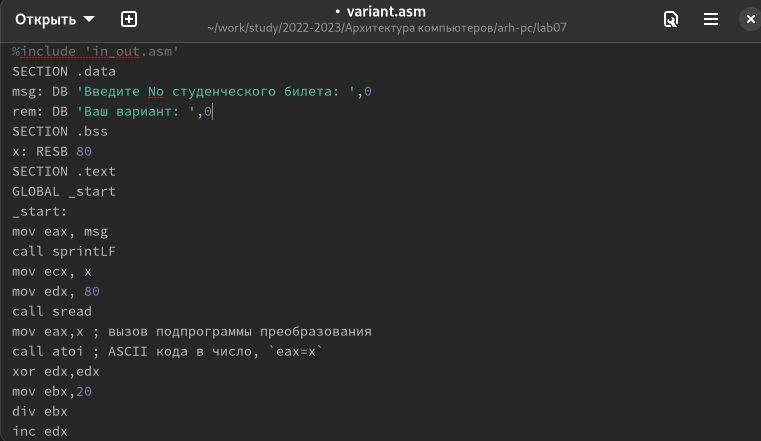 Открыть
• variant.asm
~/work/study/2022-2023/Архитектура компьютеров/arh-pc/lab07
%include 'in_out.asm'
SECTION .data
msg: DB 'Введите No студенческого билета: ',0
rem: DB 'Ваш вариант: ',0
SECTION .bss
x: RESB 80
SECTION .text
GLOBAL _start
_start:
mov eax, msg
call sprintLF
mov ecx, x
mov edx, 80
call sread
mov eax,x ; вызов подпрограммы преобразования
call atoi ; ASCII кода в число, `eax=x`
xor edx,edx
mov ebx,20
div ebx
inc edx